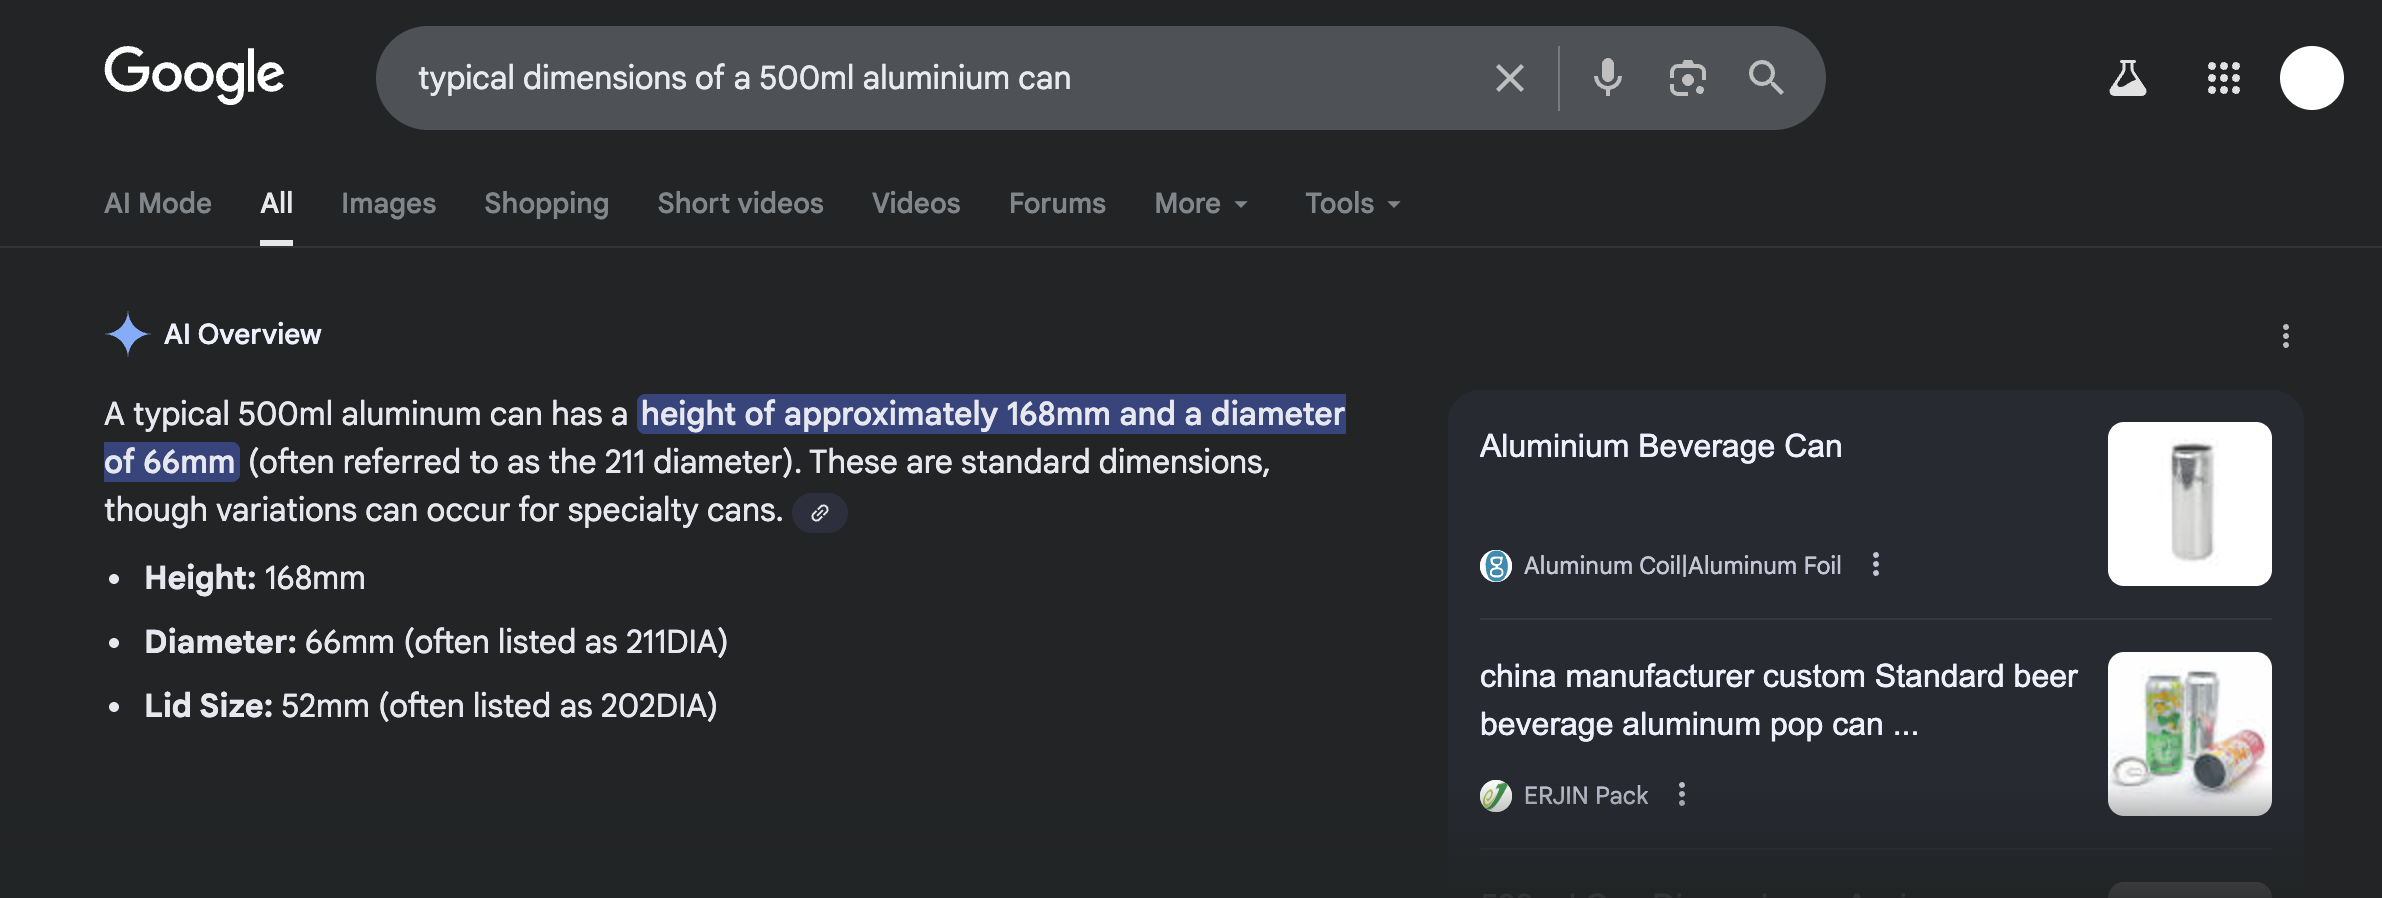 Google
typical dimensions of a 500ml aluminium can
AI Mode
All
Images
Shopping
Short videos
Videos
Forums
More
Tools
AI Overview
A typical 500ml aluminum can has a height of approximately 168mm and a diameter
of 66mm (often referred to as the 211 diameter). These are standard dimensions,
though variations can occur for specialty cans.
• Height: 168mm
• Diameter: 66mm (often listed as 211DIA)
• Lid Size: 52mm (often listed as 202DIA)
Aluminium Beverage Can
Aluminum Coil|Aluminum Foil
china manufacturer custom Standard beer
beverage aluminum pop can ...
ERJIN Pack